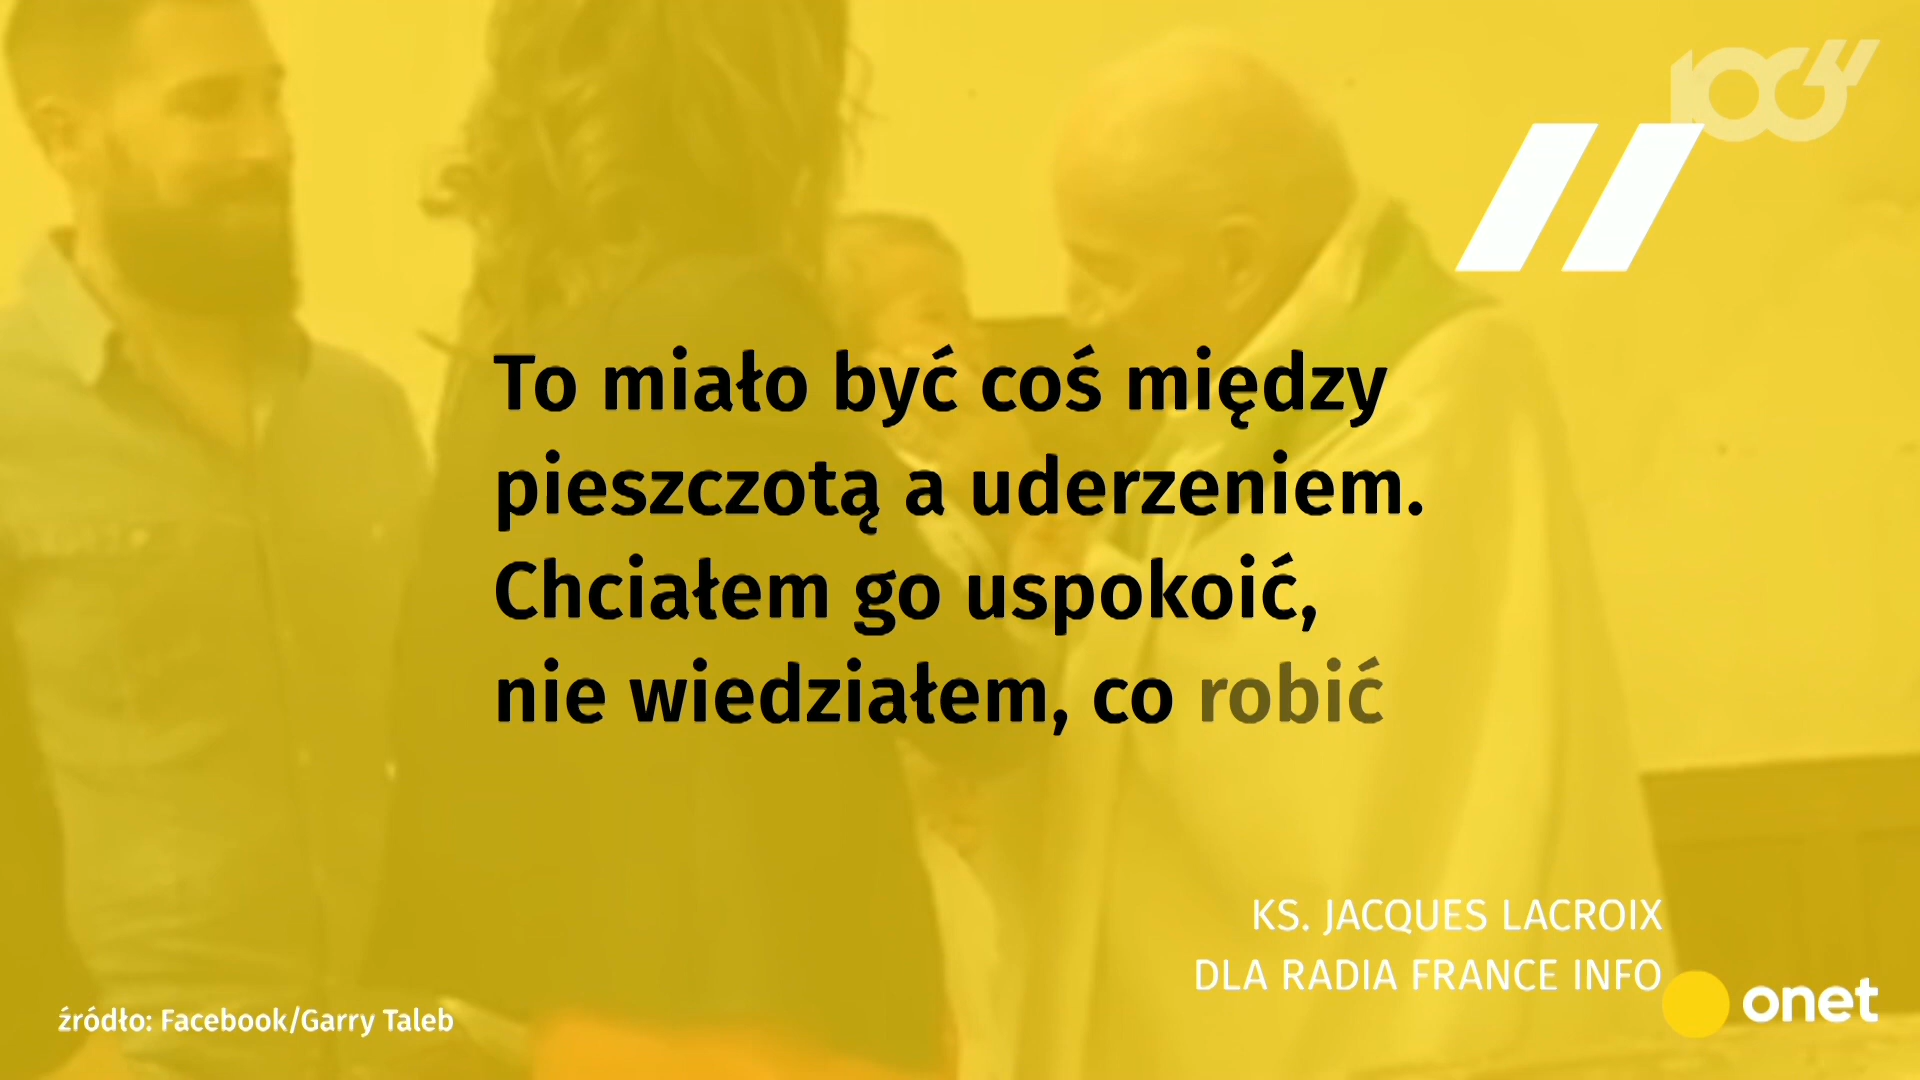 100"
To miało być coś między
pieszczotą a uderzeniem.
Chciałem go uspokoić,
nie wiedziałem, co robić
KS. JACQUES LACROIX
DLA RADIA FRANCE INFO
źródło: Facebook/Garry Taleb
onet